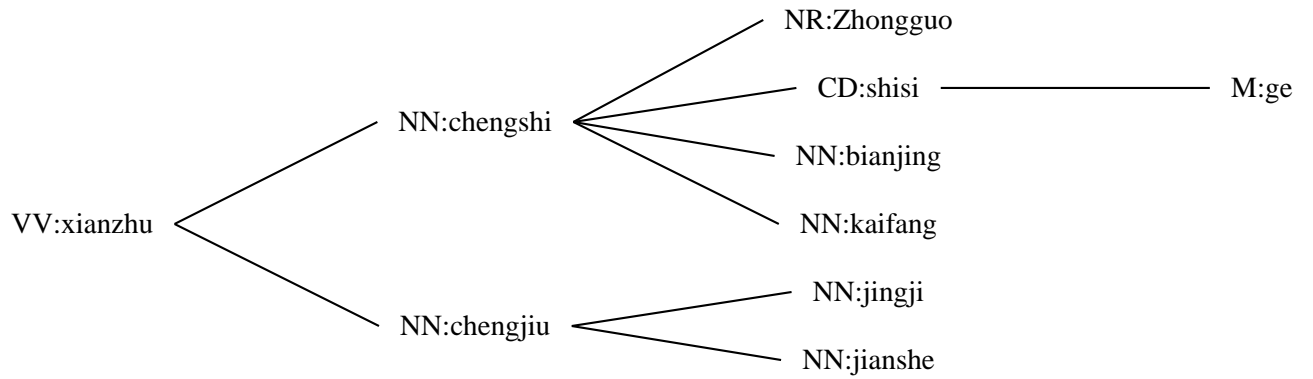 NR:Zhongguo
CD:shisi
M:ge
NN:chengshi
NN:bianjing
VV:xianzhu
NN:kaifang
NN:jingji
NN:chengjiu
NN:jianshe